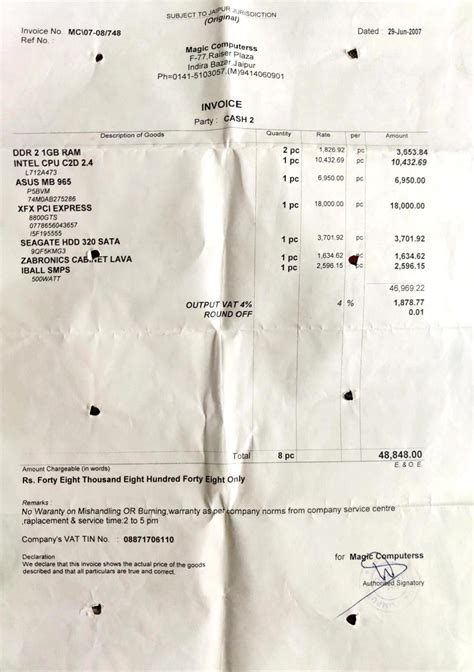 SUBJECT TO JAIPUR JURISDICTION
(Original)
Invoice No. MC\07-08/748 Dated : 29-Jun-2007
Ref No. :
Magic Computerss
F-77,Raiser Plaza
Indira Bazar,Jaipur
Ph=0141-5103057,(M)9414060901
INVOICE
Party : CASH 2
Description of Goods Quantity Rate per Amount
DDR 2 1GB RAM 2 pc 1,826.92 pc 3,653.84
INTEL CPU C2D 2.4 1 pc 10,432.69 pc 10,432.69
L712A473
ASUS MB 965 1 pc 6,950.00 pc 6,950.00
P5BVM
74M0AB275286
XFX PCI EXPRESS 1 pc 18,000.00 pc 18,000.00
8800GTS
0778656043657
I5F195555
SEAGATE HDD 320 SATA 1 pc 3,701.92 pc 3,701.92
9QF5KMG3
ZABRONICS CABINET LAVA 1 pc 1,634.62 pc 1,634.62
IBALL SMPS 1 pc 2,596.15 pc 2,596.15
500WATT
46,969.22
OUTPUT VAT 4% 4 % 1,878.77
ROUND OFF 0.01
Total 8 pc 48,848.00
Amount Chargeable (in words) E. & O. E.
Rs. Forty Eight Thousand Eight Hundred Forty Eight Only
Remarks :
No Waranty on Mishandling OR Burning,warranty as per company norms from company service centre
,raplacement & service time:2 to 5 pm
Company's VAT TIN No. : 08871706110
Declaration
We declare that this invoice shows the actual price of the goods
described and that all particulars are true and correct.
for Magic Computerss
Authorised Signatory